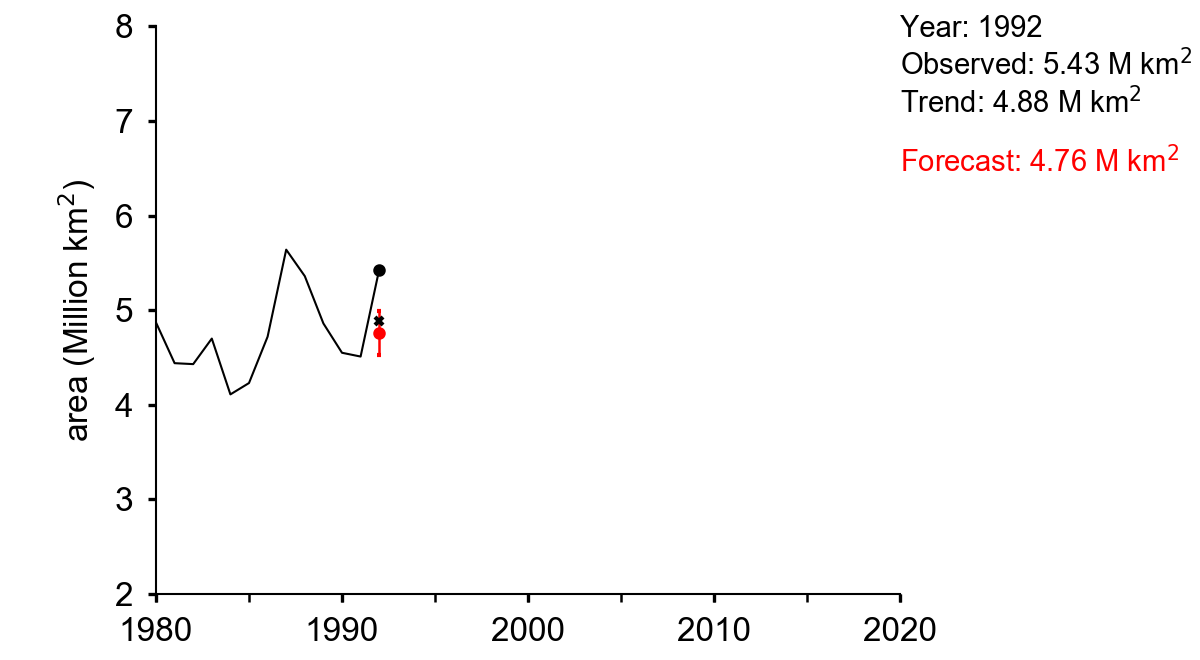 Year: 1992
Observed: 5.43 M km²
Trend: 4.88 M km²
Forecast: 4.76 M km²
area (Million km²)
8
7
6
5
4
3
2
1980 1990 2000 2010 2020